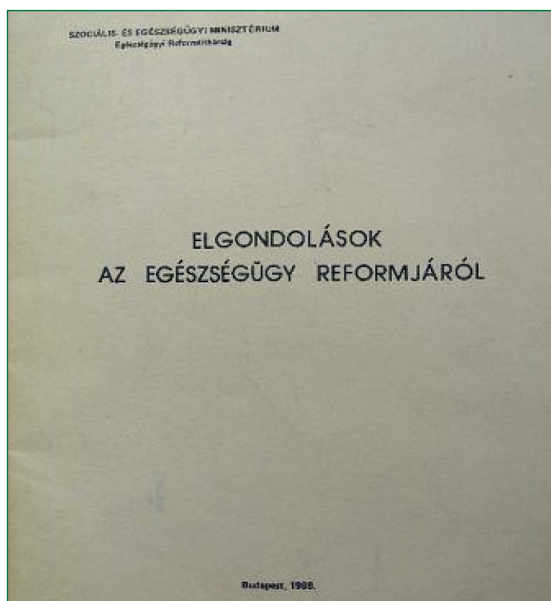 SZOCIÁLIS- ÉS EGÉSZSÉGÜGYI MINISZTÉRIUM
Egészségügyi Reformtitkárság
ELGONDOLÁSOK
AZ EGÉSZSÉGÜGY REFORMJÁRÓL
Budapest, 1988.